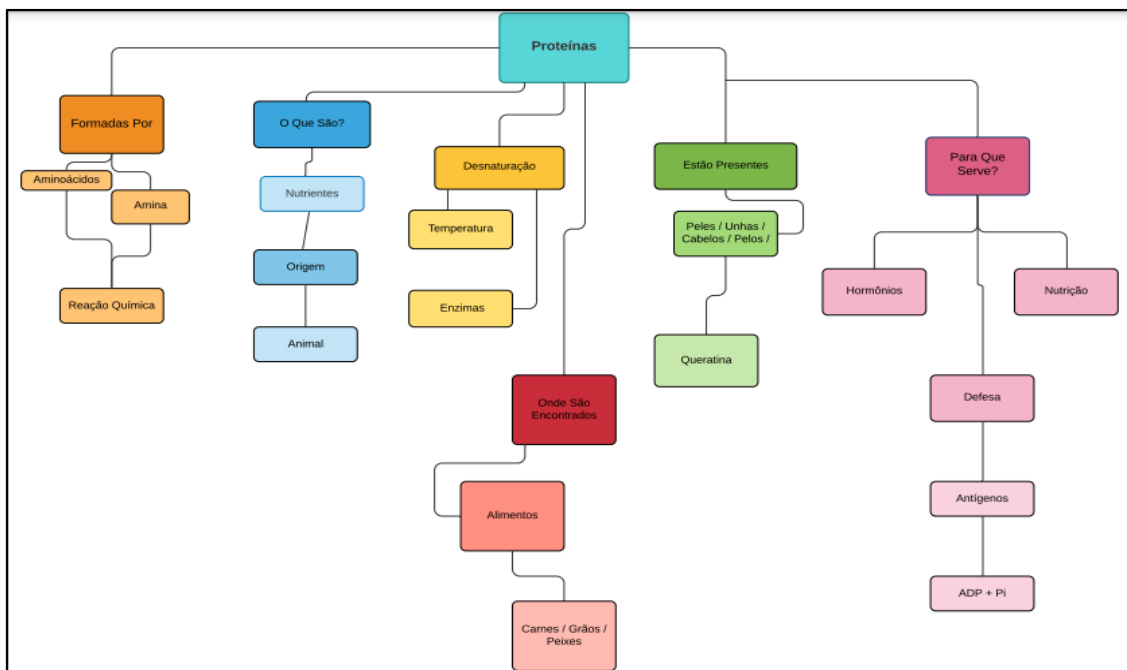 Proteínas
Formadas Por
Aminoácidos
Amina
Reação Química
O Que São?
Nutrientes
Origem
Animal
Desnaturação
Temperatura
Enzimas
Onde São
Encontrados
Alimentos
Carnes / Grãos /
Peixes
Estão Presentes
Peles / Unhas /
Cabelos / Pelos /
Queratina
Para Que
Serve?
Hormônios
Nutrição
Defesa
Antígenos
ADP + Pi